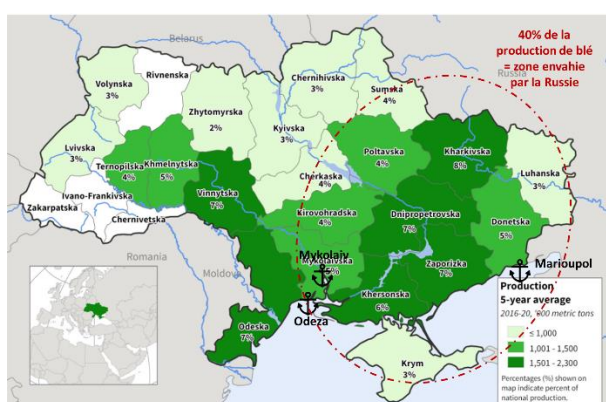 40% de la
production de blé
= zone envahie
par la Russie
Belarus
Russia
Volynska
3%
Rivnenska
Chernihivska
3%
Sumska
4%
Zhytomyrska
2%
Kyivska
3%
Lvivska
3%
Ternopilska
4%
Khmelnytska
5%
Poltavska
4%
Kharkivska
8%
Luhanska
3%
Cherkaska
4%
Ivano-Frankivska
Zakarpatska
Chernivetska
Vinnytska
7%
Kirovohradska
4%
Dnipropetrovska
7%
Donetska
5%
Romania
Moldova
Mykolaiv
Mykolaivska
Zaporizka
7%
Marioupol
Khersonska
6%
Odeza
Odeska
7%
Krym
3%
Production
5-year average
2016-20, '000 metric tons
≤ 1,000
1,001 - 1,500
1,501 - 2,300
Percentages (%) shown on
map indicate percent of
national production.